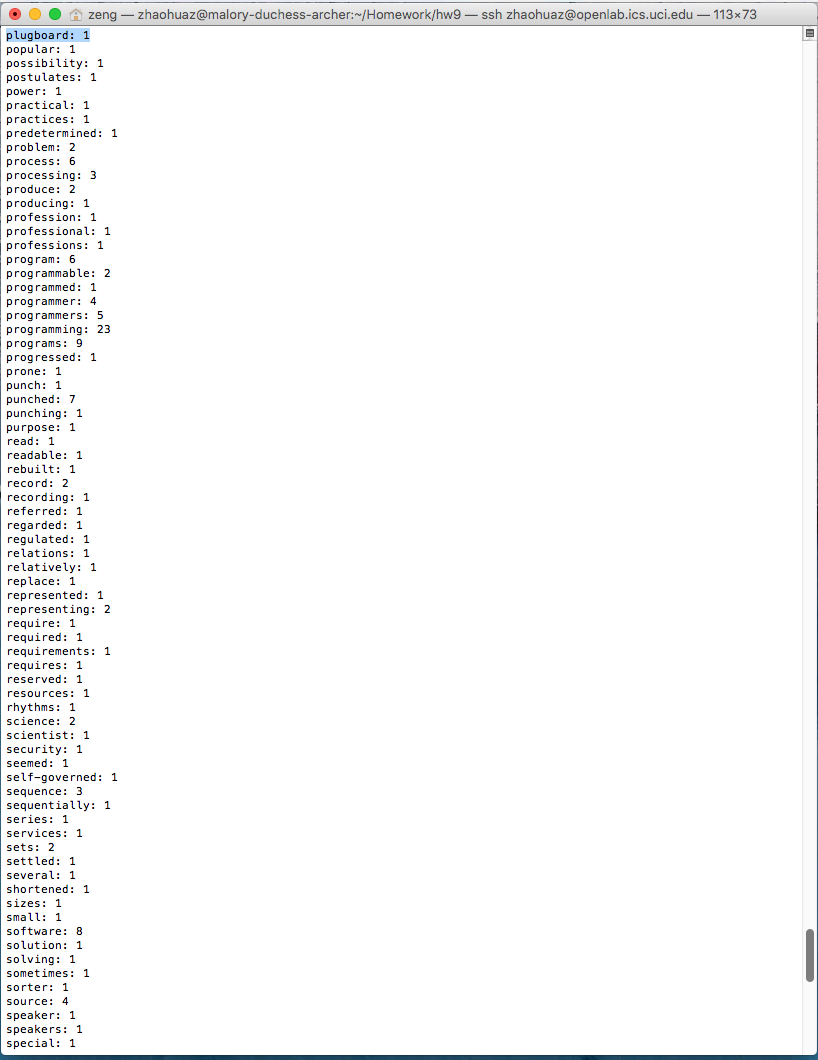 zeng — zhaohuaz@malory-duchess-archer:~/Homework/hw9 — ssh zhaohuaz@openlab.ics.uci.edu — 113×73
plugboard: 1
popular: 1
possibility: 1
postulates: 1
power: 1
practical: 1
practices: 1
predetermined: 1
problem: 2
process: 6
processing: 3
produce: 2
producing: 1
profession: 1
professional: 1
professions: 1
program: 6
programmable: 2
programmed: 1
programmer: 4
programmers: 5
programming: 23
programs: 9
progressed: 1
prone: 1
punch: 1
punched: 7
punching: 1
purpose: 1
read: 1
readable: 1
rebuilt: 1
record: 2
recording: 1
referred: 1
regarded: 1
regulated: 1
relations: 1
relatively: 1
replace: 1
represented: 1
representing: 2
require: 1
required: 1
requirements: 1
requires: 1
reserved: 1
resources: 1
rhythms: 1
science: 2
scientist: 1
security: 1
seemed: 1
self-governed: 1
sequence: 3
sequentially: 1
series: 1
services: 1
sets: 2
settled: 1
several: 1
shortened: 1
sizes: 1
small: 1
software: 8
solution: 1
solving: 1
sometimes: 1
sorter: 1
source: 4
speaker: 1
speakers: 1
special: 1